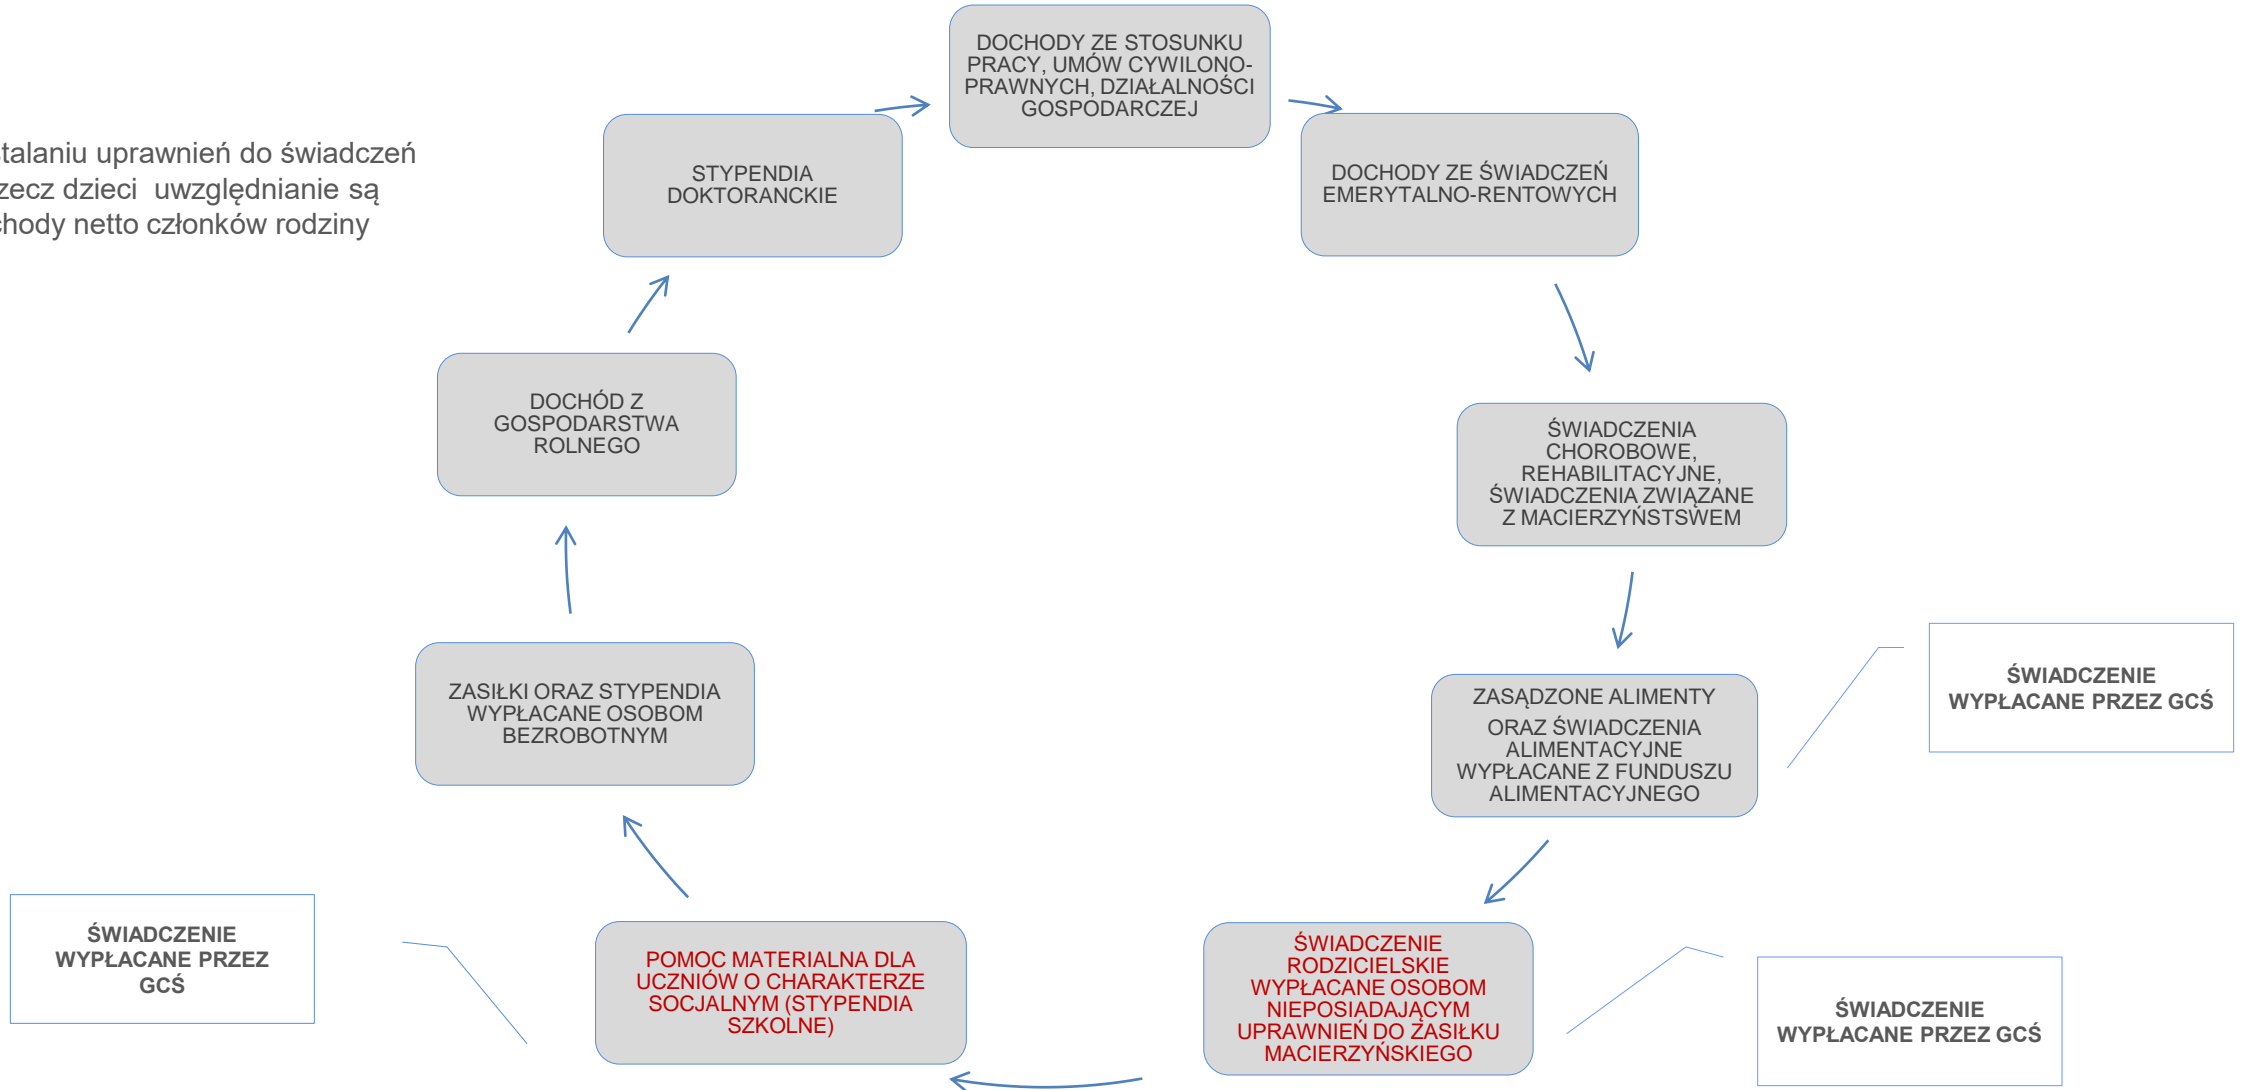 DOCHODY ZE STOSUNKU
PRACY, UMÓW CYWILONO-
PRAWNYCH, DZIAŁALNOŚCI
GOSPODARCZEJ
stalaniu uprawnień do świadczeń
rzecz dzieci uwzględnianie są
chody netto członków rodziny
STYPENDIA
DOKTORANCKIE
DOCHODY ZE ŚWIADCZEŃ
EMERYTALNO-RENTOWYCH
DOCHÓD Z
GOSPODARSTWA
ROLNEGO
ŚWIADCZENIA
CHOROBOWE,
REHABILITACYJNE,
ŚWIADCZENIA ZWIĄZANE
Z MACIERZYŃSTSWEM
ZASIŁKI ORAZ STYPENDIA
WYPŁACANE OSOBOM
BEZROBOTNYM
ZASĄDZONE ALIMENTY
ORAZ ŚWIADCZENIA
ALIMENTACYJNE
WYPŁACANE Z FUNDUSZU
ALIMENTACYJNEGO
ŚWIADCZENIE
WYPŁACANE PRZEZ GCŚ
ŚWIADCZENIE
WYPŁACANE PRZEZ
GCŚ
POMOC MATERIALNA DLA
UCZNIÓW O CHARAKTERZE
SOCJALNYM (STYPENDIA
SZKOLNE)
ŚWIADCZENIE
RODZICIELSKIE
WYPŁACANE OSOBOM
NIEPOSIADAJĄCYM
UPRAWNIEŃ DO ZASIŁKU
MACIERZYŃSKIEGO
ŚWIADCZENIE
WYPŁACANE PRZEZ GCŚ